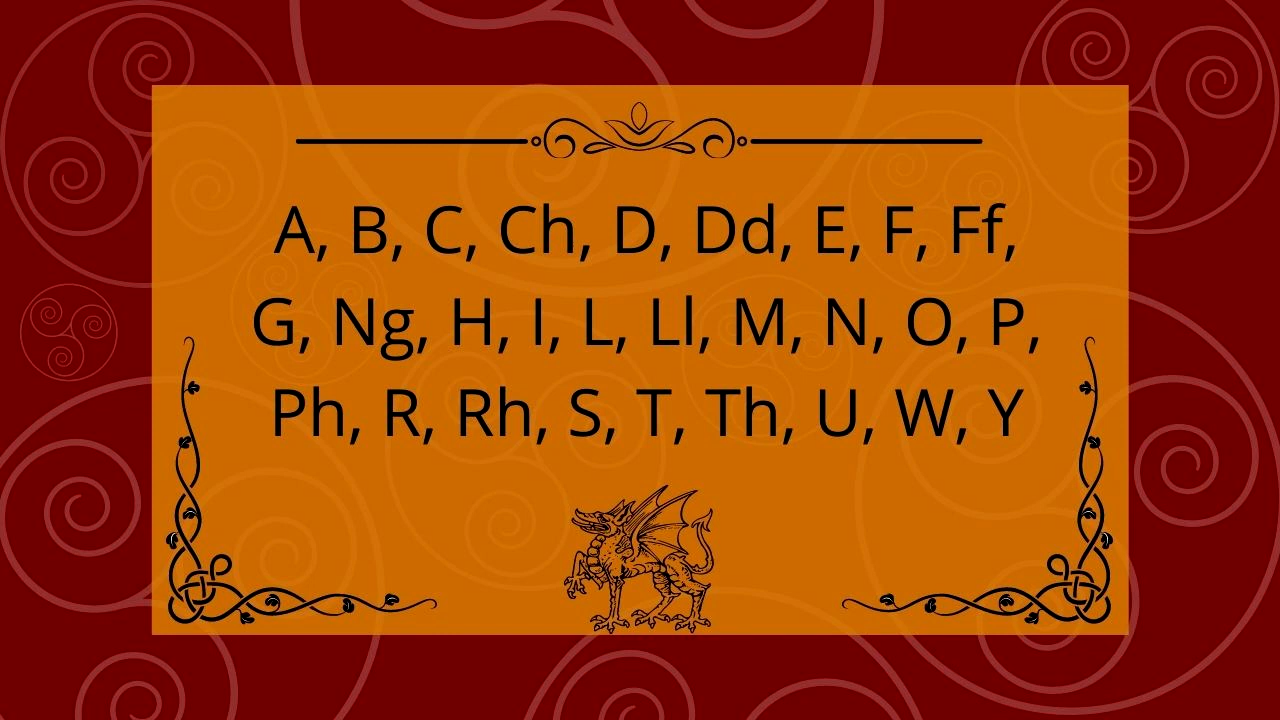 A, B, C, Ch, D, Dd, E, F, Ff,
G, Ng, H, I, L, Ll, M, N, O, P,
Ph, R, Rh, S, T, Th, U, W, Y